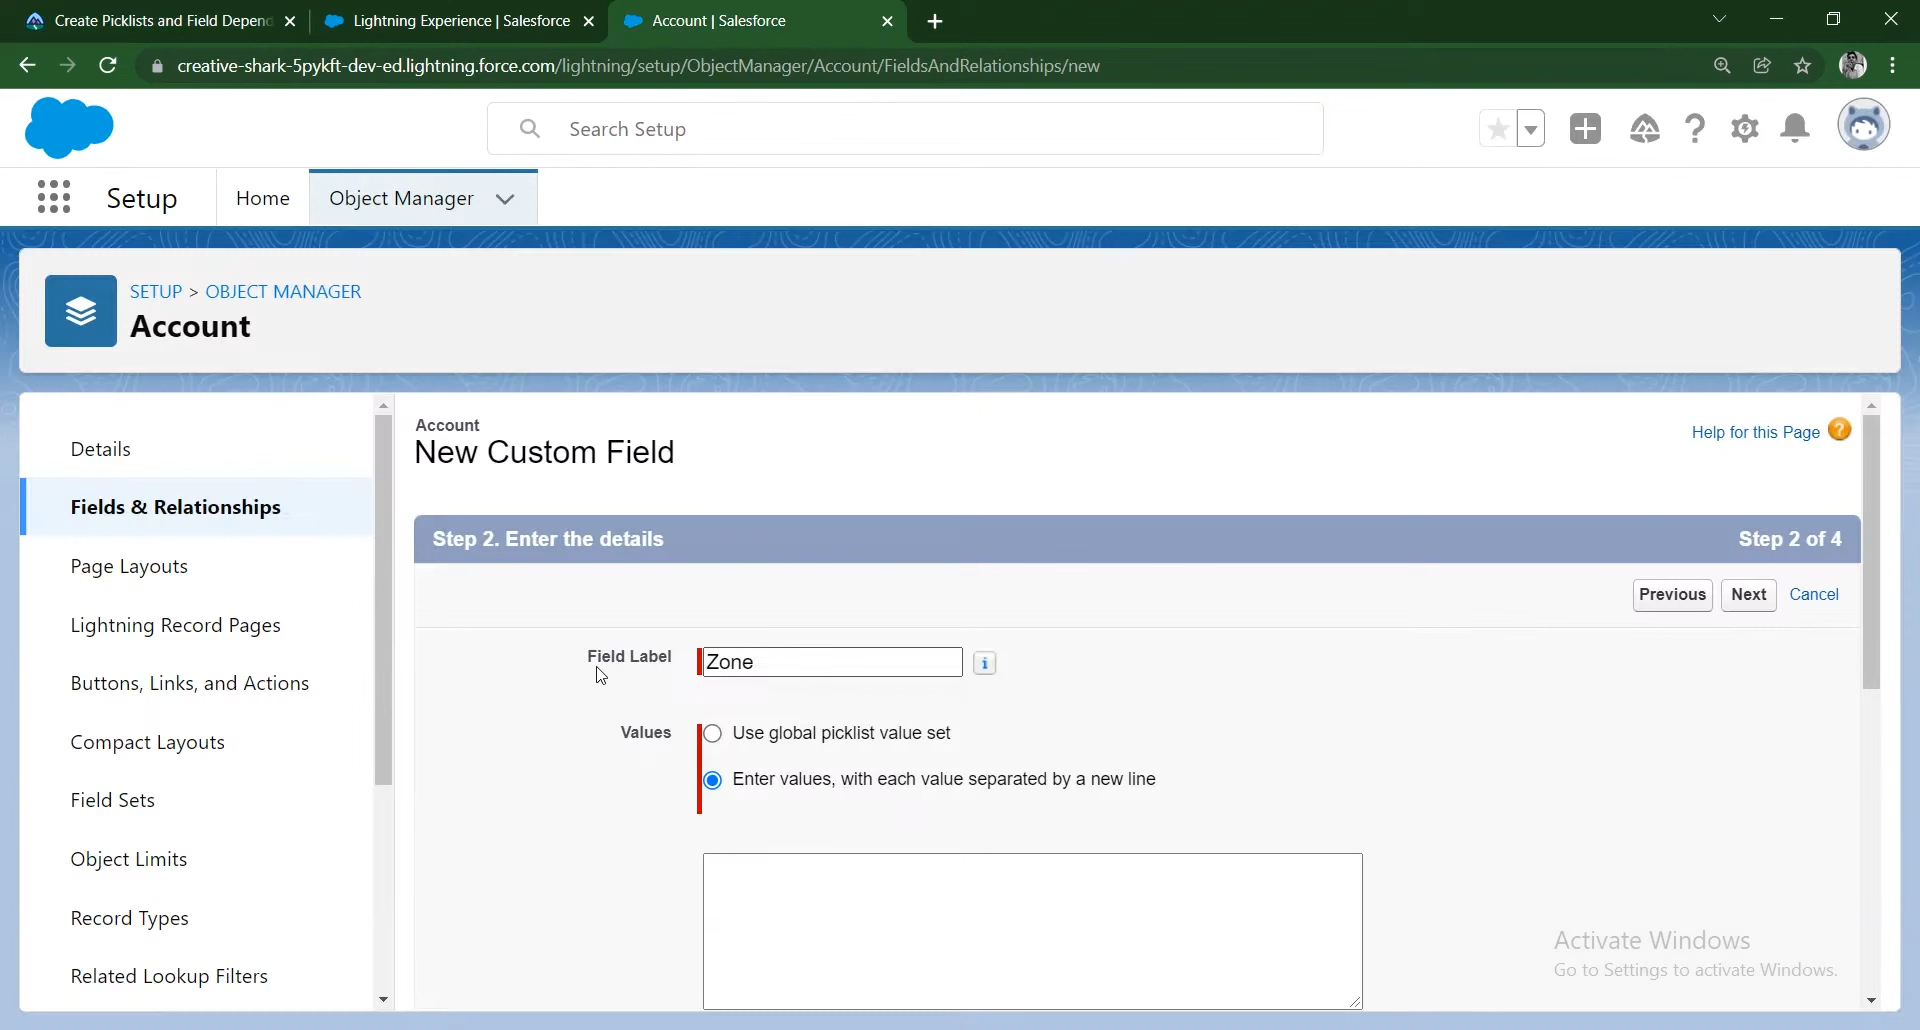 Create Picklists and Field Depend
Lightning Experience | Salesforce
Account | Salesforce
creative-shark-5pykft-dev-ed.lightning.force.com/lightning/setup/ObjectManager/Account/FieldsAndRelationships/new
Search Setup
Setup
Home
Object Manager
SETUP > OBJECT MANAGER
Account
Details
Fields & Relationships
Page Layouts
Lightning Record Pages
Buttons, Links, and Actions
Compact Layouts
Field Sets
Object Limits
Record Types
Related Lookup Filters
Account
New Custom Field
Help for this Page ?
Step 2. Enter the details
Step 2 of 4
Previous
Next
Cancel
Field Label
Zone
i
Values
Use global picklist value set
Enter values, with each value separated by a new line
Activate Windows
Go to Settings to activate Windows.